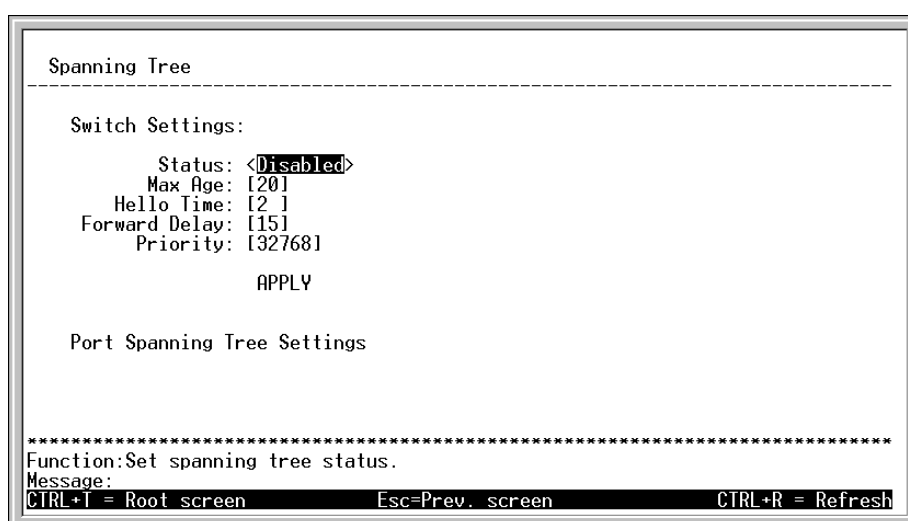 Spanning Tree
--------------------------------------------------------------------------------
Switch Settings:
Status: <Disabled>
Max Age: [20]
Hello Time: [2 ]
Forward Delay: [15]
Priority: [32768]
APPLY
Port Spanning Tree Settings
********************************************************************************
Function:Set spanning tree status.
Message:
CTRL+T = Root screen Esc=Prev. screen CTRL+R = Refresh